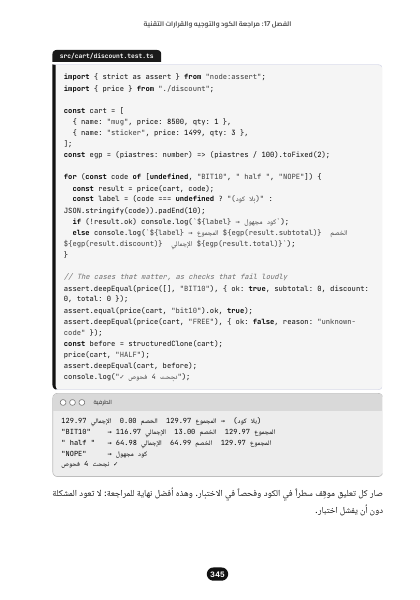 الفصل 17: مراجعة الكود والتوجيه والقرارات التقنية
src/cart/discount.test.ts
import { strict as assert } from "node:assert";
import { price } from "./discount";
const cart = [
{ name: "mug", price: 8500, qty: 1 },
{ name: "sticker", price: 1499, qty: 3 },
];
const egp = (piastres: number) => (piastres / 100).toFixed(2);
for (const code of [undefined, "BIT10", " half ", "NOPE"]) {
const result = price(cart, code);
const label = (code === undefined ? "(بلا كود)" :
JSON.stringify(code)).padEnd(10);
if (!result.ok) console.log(`${label} → كود مجهول`);
else console.log(`${label} → المجموع ${egp(result.subtotal)} الخصم
${egp(result.discount)} الإجمالي ${egp(result.total)}`);
}
// The cases that matter, as checks that fail loudly
assert.deepEqual(price([], "BIT10"), { ok: true, subtotal: 0, discount:
0, total: 0 });
assert.equal(price(cart, "bit10").ok, true);
assert.deepEqual(price(cart, "FREE"), { ok: false, reason: "unknown-
code" });
const before = structuredClone(cart);
price(cart, "HALF");
assert.deepEqual(cart, before);
console.log("✓ نجحت 4 فحوص");
الطرفية
(بلا كود) → المجموع 129.97 الخصم 0.00 الإجمالي 129.97
"BIT10" → المجموع 129.97 الخصم 13.00 الإجمالي 116.97
" half " → المجموع 129.97 الخصم 64.99 الإجمالي 64.98
"NOPE" → كود مجهول
✓ نجحت 4 فحوص
صار كل تعليق موقف سطراً في الكود وفحصاً في الاختبار. وهذه أفضل نهاية للمراجعة: لا تعود المشكلة
دون أن يفشل اختبار.
345